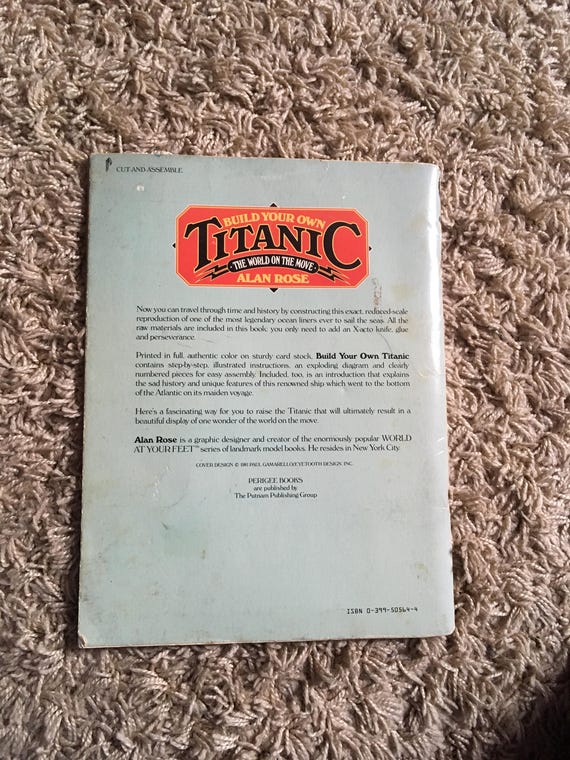 CUT-AND-ASSEMBLE
BUILD YOUR OWN
TITANIC
• THE WORLD ON THE MOVE •
ALAN ROSE
Now you can travel through time and history by constructing this exact, reduced-scale
reproduction of one of the most legendary ocean liners ever to sail the seas. All the
raw materials are included in this book; you only need to add an X-acto knife, glue
and perseverance.
Printed in full, authentic color on sturdy card stock, Build Your Own Titanic
contains step-by-step, illustrated instructions, an exploding diagram and clearly
numbered pieces for easy assembly. Included, too, is an introduction that explains
the sad history and unique features of this renowned ship which went to the bottom
of the Atlantic on its maiden voyage.
Here's a fascinating way for you to raise the Titanic that will ultimately result in a
beautiful display of one wonder of the world on the move.
Alan Rose is a graphic designer and creator of the enormously popular WORLD
AT YOUR FEET™ series of landmark model books. He resides in New York City.
COVER DESIGN © 1981 PAUL GAMARELLO/EYETOOTH DESIGN, INC.
PERIGEE BOOKS
are published by
The Putnam Publishing Group
ISBN 0-399-50564-4